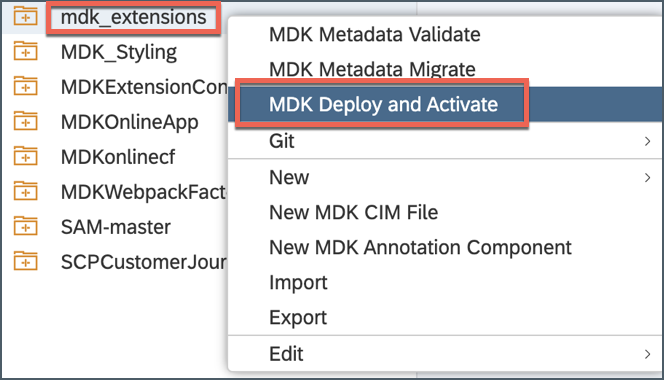 mdk_extensions
MDK_Styling
MDKExtensionCon
MDKOnlineApp
MDKonlinecf
MDKWebpackFact
SAM-master
SCPCustomerJour
MDK Metadata Validate
MDK Metadata Migrate
MDK Deploy and Activate
Git
New
New MDK CIM File
New MDK Annotation Component
Import
Export
Edit